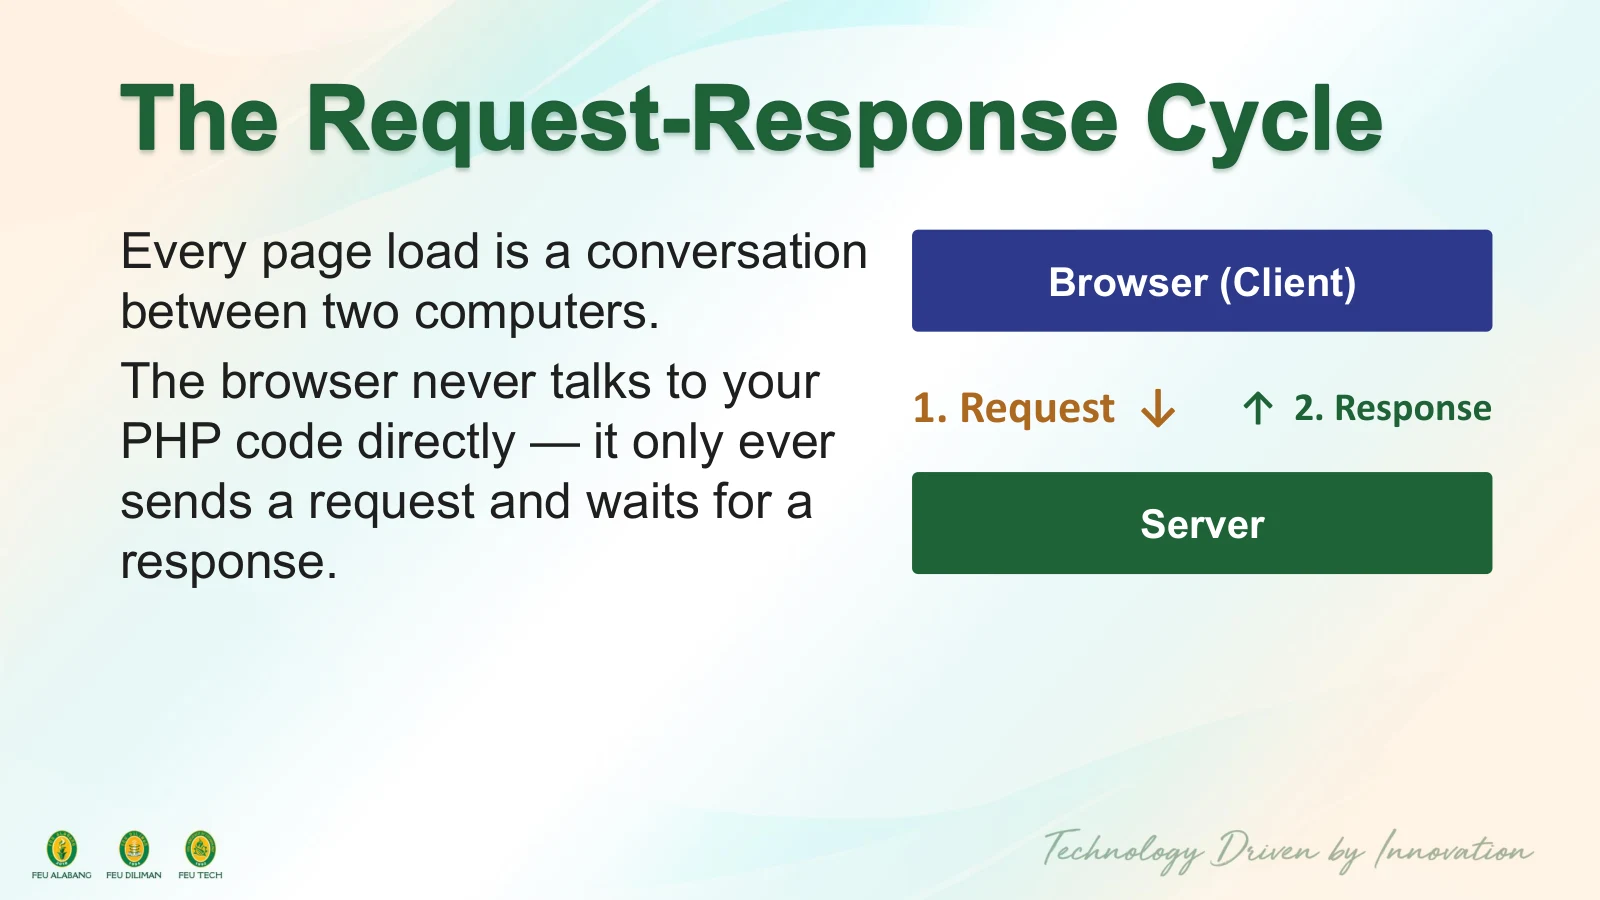 The Request-Response Cycle
Every page load is a conversation
between two computers.
The browser never talks to your
PHP code directly — it only ever
sends a request and waits for a
response.
Browser (Client)
1. Request ↓ ↑ 2. Response
Server
FEU ALABANG FEU DILIMAN FEU TECH
Technology Driven by Innovation